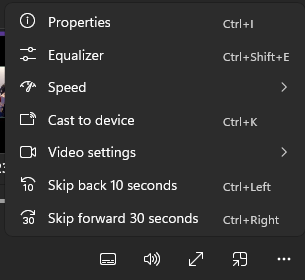 Properties Ctrl+I
Equalizer Ctrl+Shift+E
Speed
Cast to device Ctrl+K
Video settings
10 Skip back 10 seconds Ctrl+Left
30 Skip forward 30 seconds Ctrl+Right